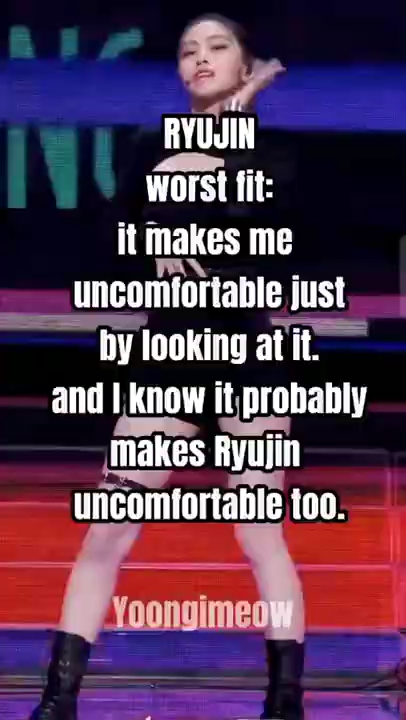 RYUJIN
worst fit:
it makes me
uncomfortable just
by looking at it.
and I know it probably
makes Ryujin
uncomfortable too.
Yoongimeow